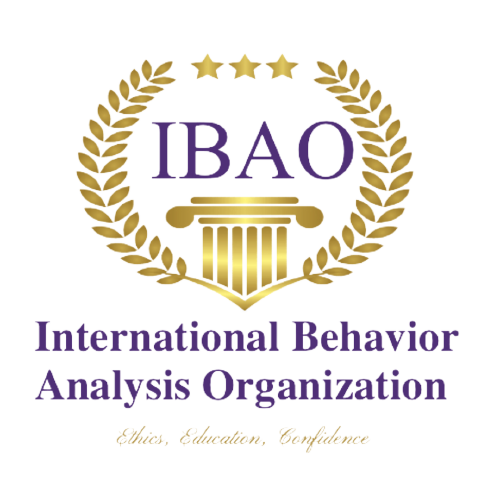 IBAO
International Behavior
Analysis Organization
Ethics, Education, Confidence